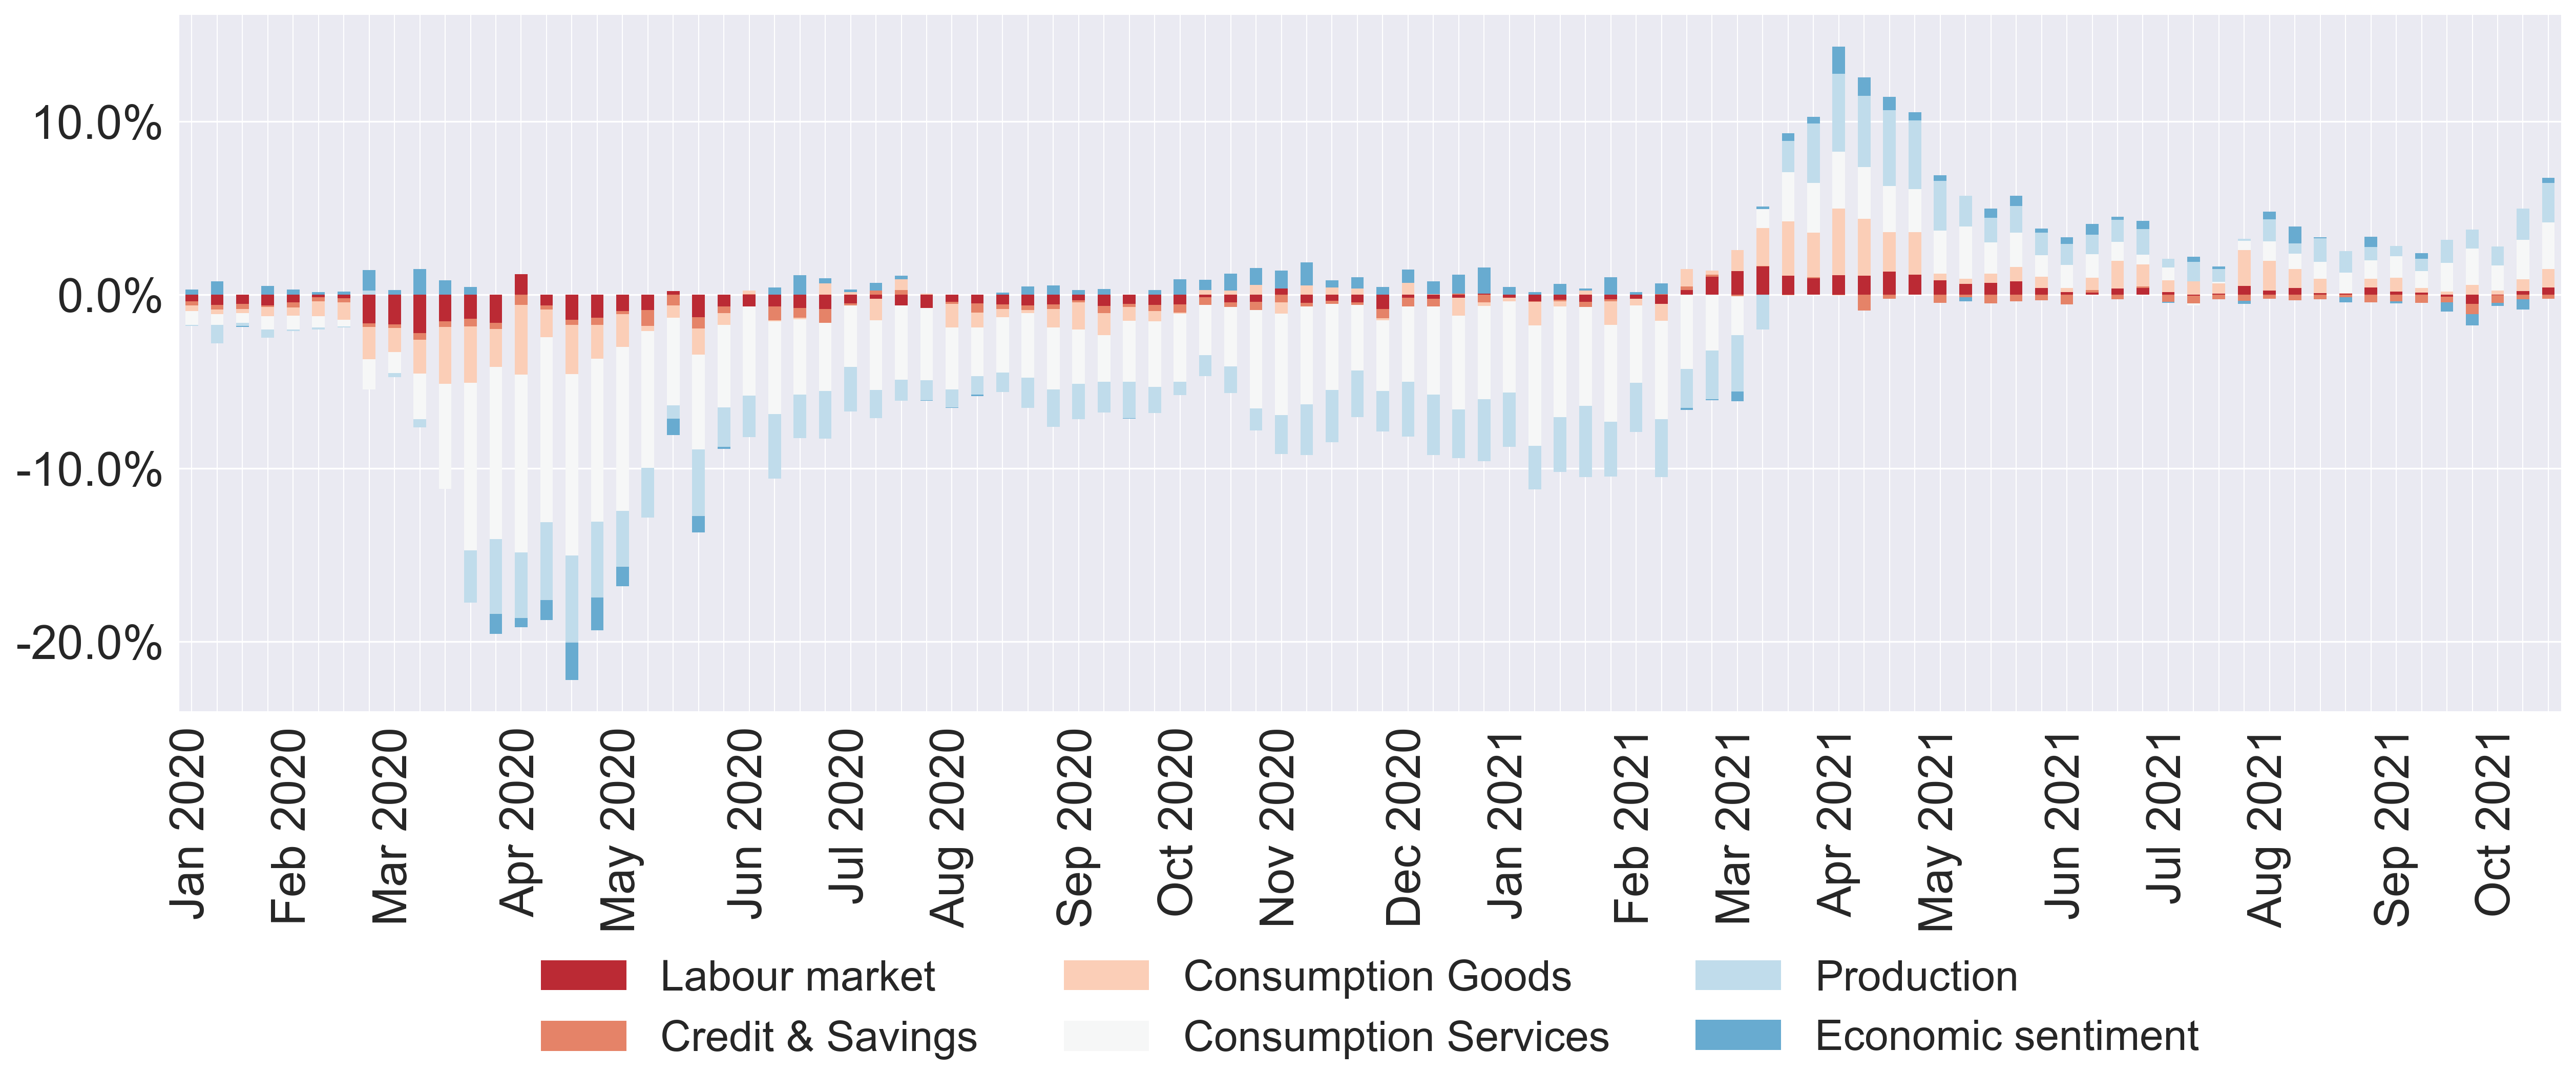 10.0%
0.0%
-10.0%
-20.0%
Jan 2020
Feb 2020
Mar 2020
Apr 2020
May 2020
Jun 2020
Jul 2020
Aug 2020
Sep 2020
Oct 2020
Nov 2020
Dec 2020
Jan 2021
Feb 2021
Mar 2021
Apr 2021
May 2021
Jun 2021
Jul 2021
Aug 2021
Sep 2021
Oct 2021
Labour market
Credit & Savings
Consumption Goods
Consumption Services
Production
Economic sentiment